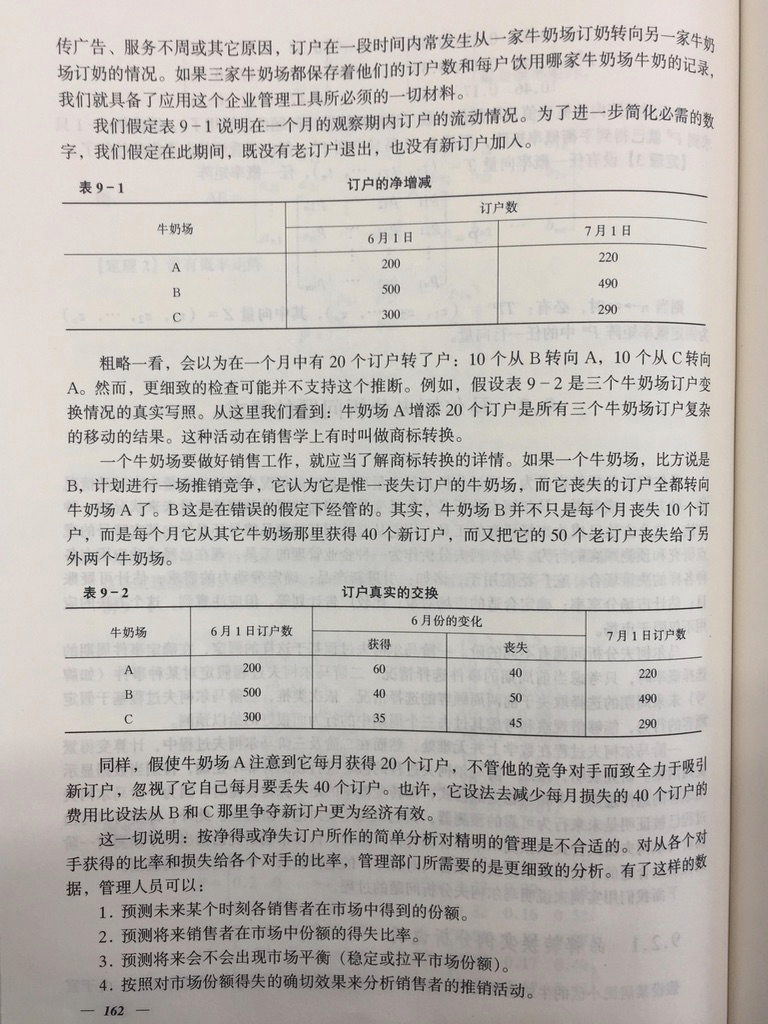 传广告、服务不周或其它原因，订户在一段时间内常发生从一家牛奶场订奶转向另一家牛奶
场订奶的情况。如果三家牛奶场都保存着他们的订户数和每户饮用哪家牛奶场牛奶的记录，
我们就具备了应用这个企业管理工具所必须的一切材料。
我们假定表9－1说明在一个月的观察期内订户的流动情况。为了进一步简化必需的数
字，我们假定在此期间，既没有老订户退出，也没有新订户加入。
表9－1 订户的净增减
牛奶场 订户数
6月1日 7月1日
A 200 220
B 500 490
C 300 290
粗略一看，会以为在一个月中有20个订户转了户：10个从B转向A，10个从C转向
A。然而，更细致的检查可能并不支持这个推断。例如，假设表9－2是三个牛奶场订户变
换情况的真实写照。从这里我们看到：牛奶场A增添20个订户是所有三个牛奶场订户复杂
的移动的结果。这种活动在销售学上有时叫做商标转换。
一个牛奶场要做好销售工作，就应当了解商标转换的详情。如果一个牛奶场，比方说是
B，计划进行一场推销竞争，它认为它是惟一丧失订户的牛奶场，而它丧失的订户全都转向
牛奶场A了。B这是在错误的假定下经管的。其实，牛奶场B并不只是每个月丧失10个订
户，而是每个月它从其它牛奶场那里获得40个新订户，而又把它的50个老订户丧失给了另
外两个牛奶场。
表9－2 订户真实的交换
牛奶场 6月1日订户数 6月份的变化 7月1日订户数
获得 丧失
A 200 60 40 220
B 500 40 50 490
C 300 35 45 290
同样，假使牛奶场A注意到它每月获得20个订户，不管他的竞争对手而致全力于吸引
新订户，忽视了它自己每月要丢失40个订户。也许，它设法去减少每月损失的40个订户的
费用比设法从B和C那里争夺新订户更为经济有效。
这一切说明：按净得或净失订户所作的简单分析对精明的管理是不合适的。对从各个对
手获得的比率和损失给各个对手的比率，管理部门所需要的是更细致的分析。有了这样的数
据，管理人员可以：
1．预测未来某个时刻各销售者在市场中得到的份额。
2．预测将来销售者在市场中份额的得失比率。
3．预测将来会不会出现市场平衡（稳定或拉平市场份额）。
4．按照对市场份额得失的确切效果来分析销售者的推销活动。
— 162 —